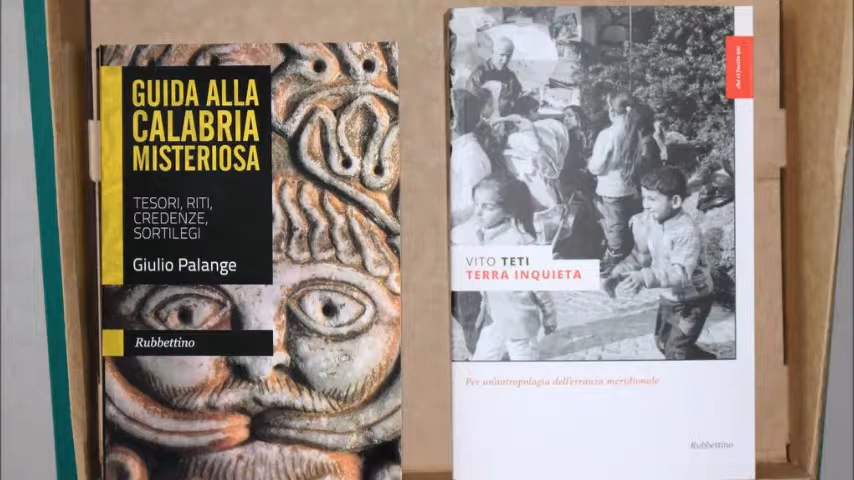 GUIDA ALLA
CALABRIA
MISTERIOSA
TESORI, RITI,
CREDENZE,
SORTILEGI
Giulio Palange
Rubbettino
VITO TETI
TERRA INQUIETA
Per un'antropologia dell'erranza meridionale
Rubbettino